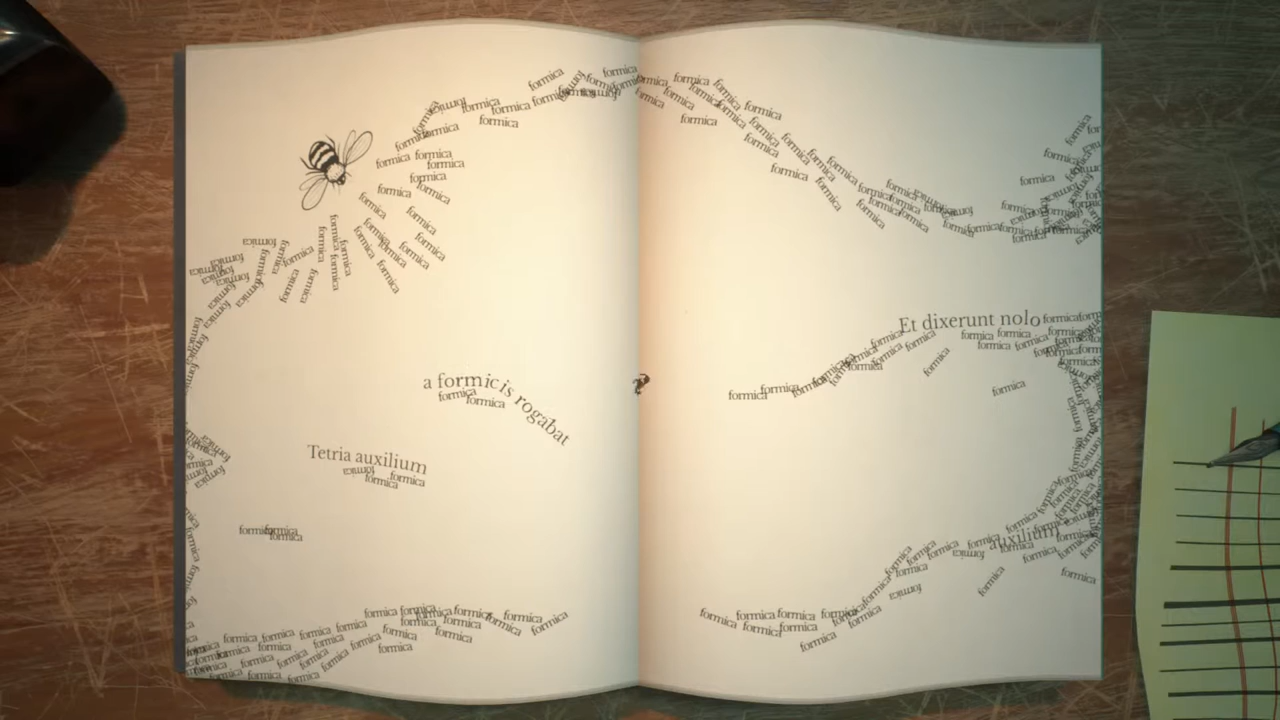 formica
a formicis rogabat
Tetria auxilium
Et dixerunt nolo
auxilium